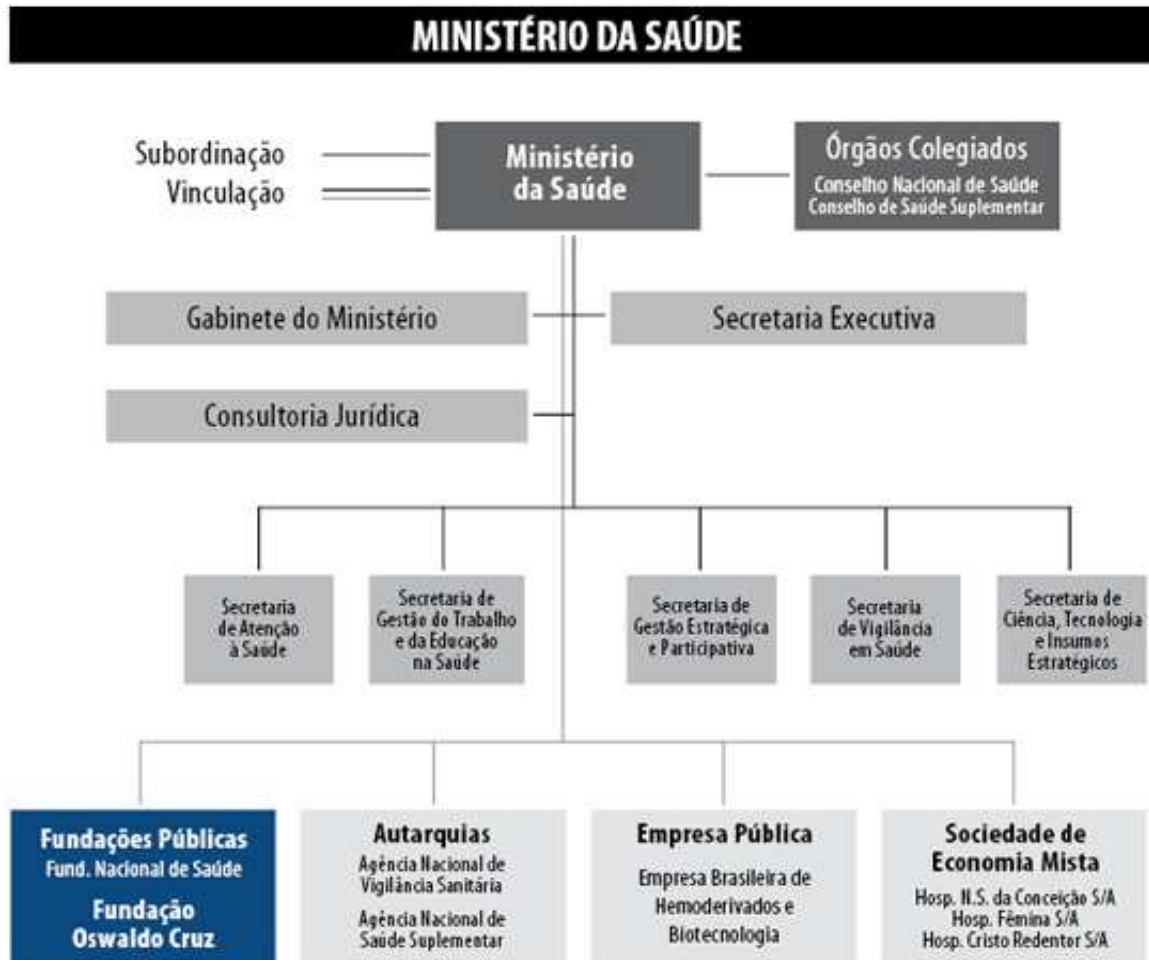 MINISTÉRIO DA SAÚDE
Subordinação
Vinculação
Ministério
da Saúde
Órgãos Colegiados
Conselho Nacional de Saúde
Conselho de Saúde Suplementar
Gabinete do Ministério
Secretaria Executiva
Consultoria Jurídica
Secretaria
de Atenção
à Saúde
Secretaria de
Gestão do Trabalho
e da Educação
na Saúde
Secretaria de
Gestão Estratégica
e Participativa
Secretaria
de Vigilância
em Saúde
Secretaria de
Ciência, Tecnologia
e Insumos
Estratégicos
Fundações Públicas
Fund. Nacional de Saúde
Fundação
Oswaldo Cruz
Autarquias
Agência Nacional de
Vigilância Sanitária
Agência Nacional de
Saúde Suplementar
Empresa Pública
Empresa Brasileira de
Hemoderivados e
Biotecnologia
Sociedade de
Economia Mista
Hosp. N.S. da Conceição S/A
Hosp. Fêmina S/A
Hosp. Cristo Redentor S/A